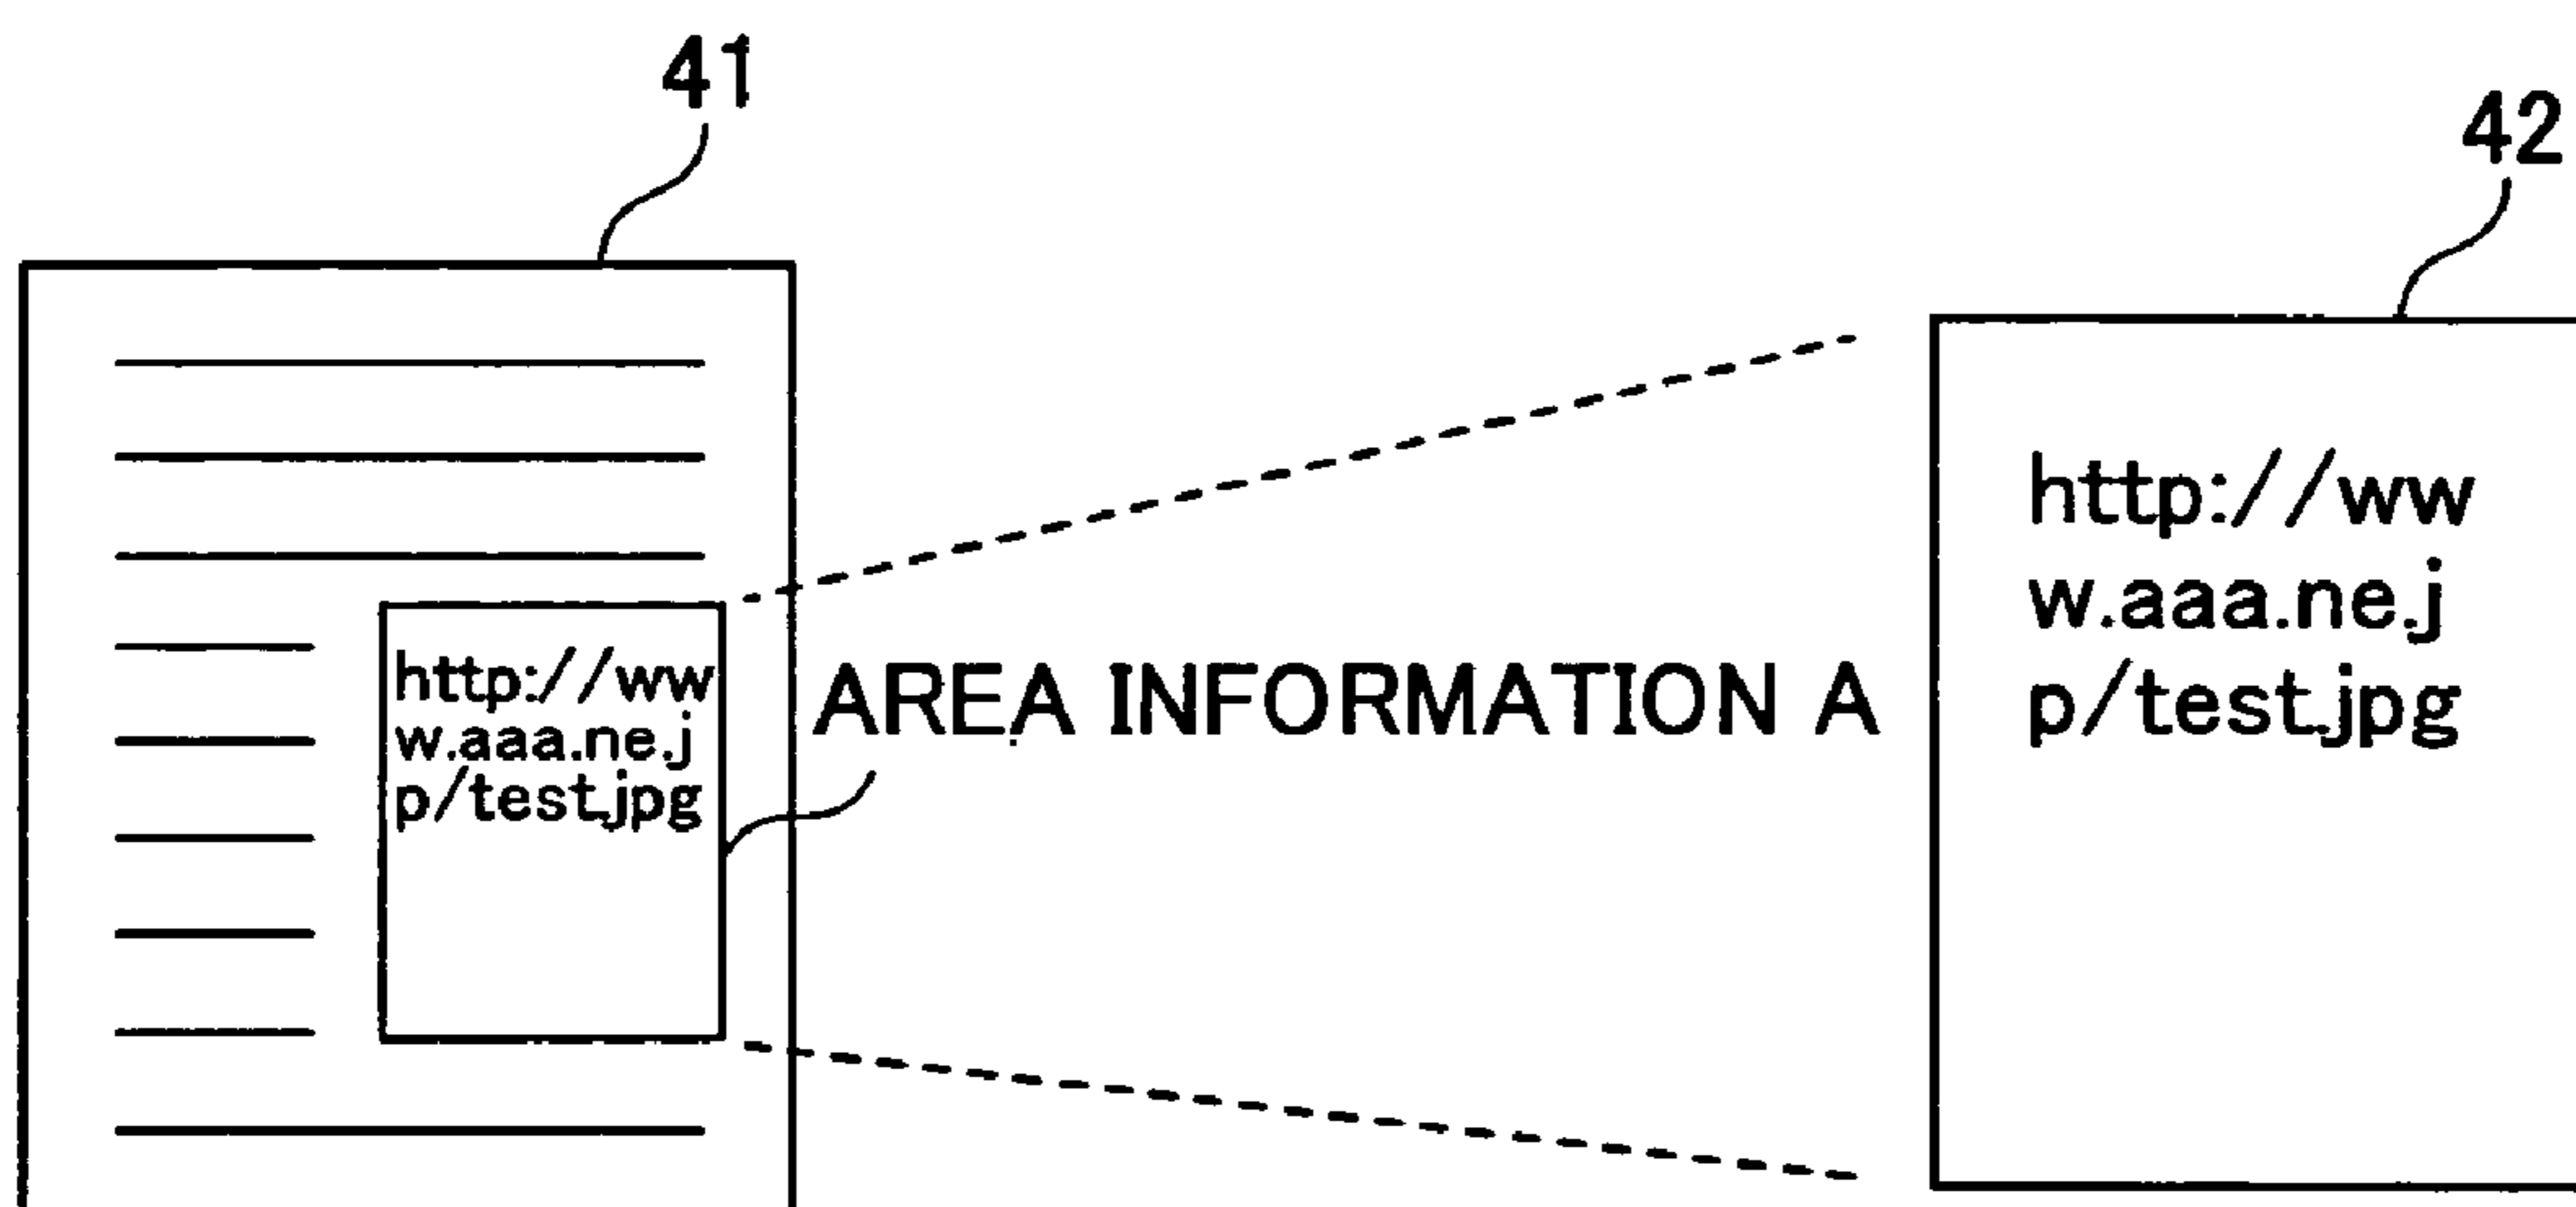 41
42
http://ww
w.aaa.ne.j
p/test.jpg
AREA INFORMATION A
http://ww
w.aaa.ne.j
p/test.jpg